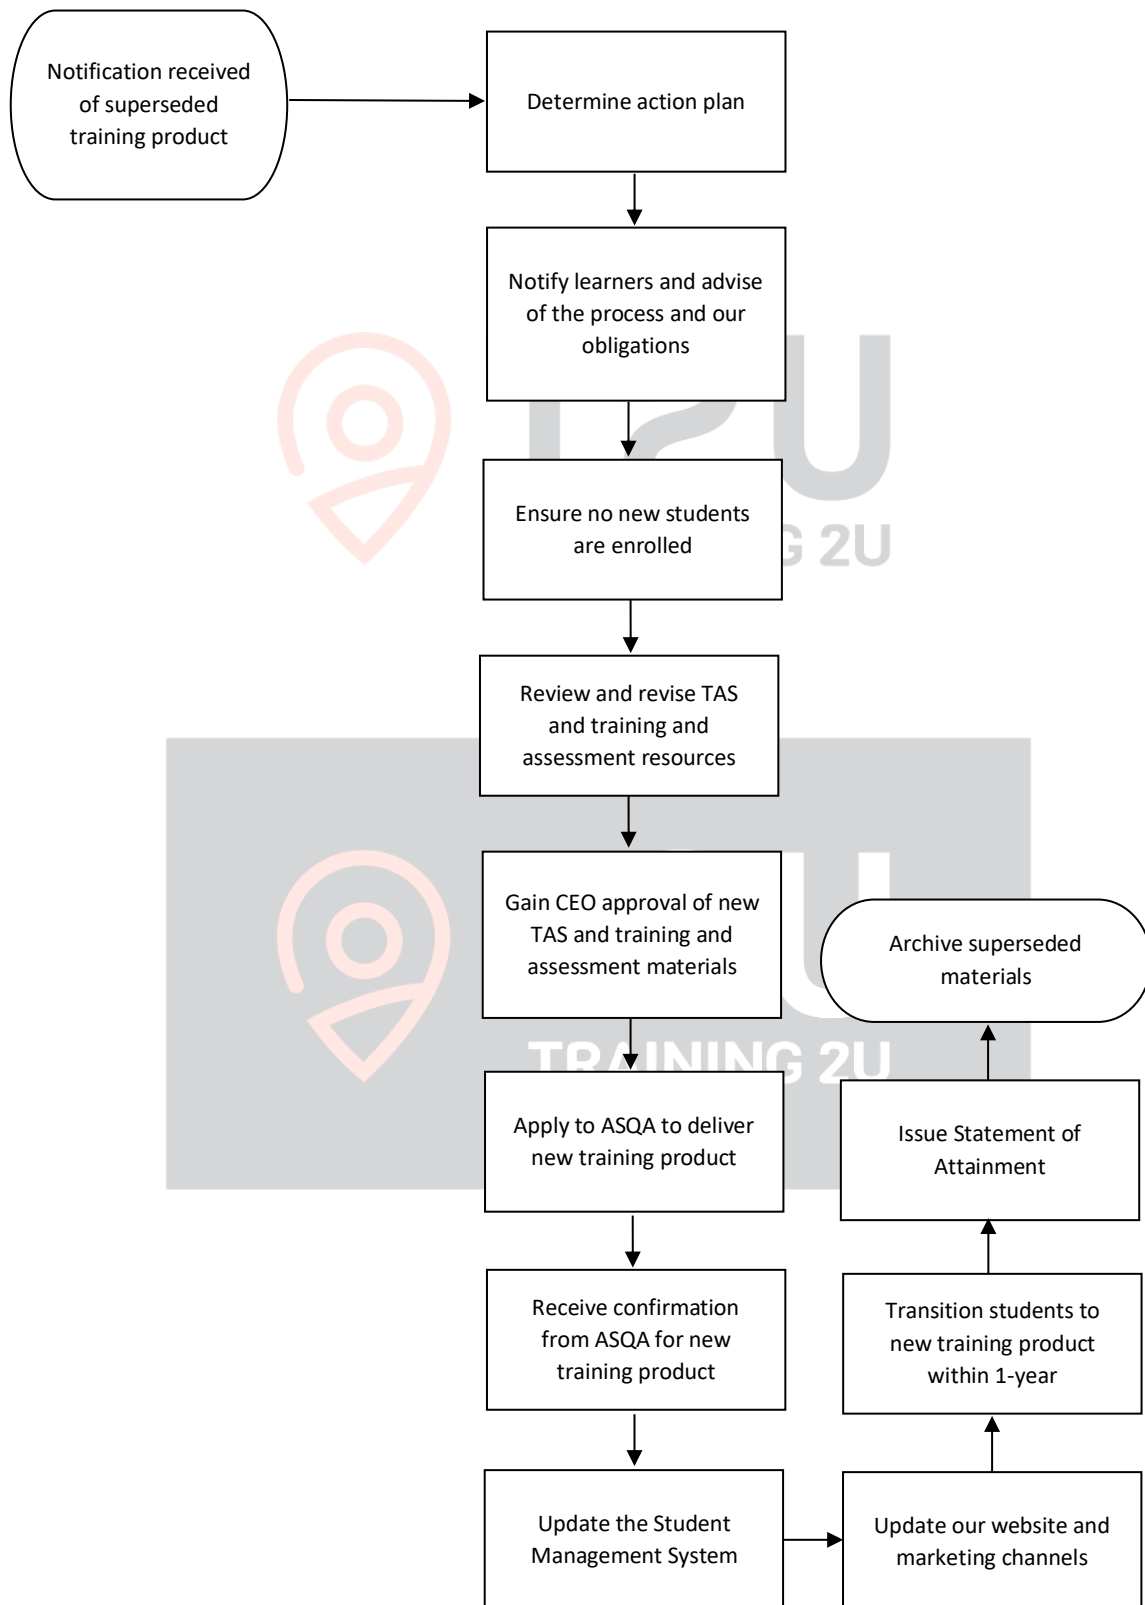 Notification received
of superseded
training product
Determine action plan
Notify learners and advise
of the process and our
obligations
Ensure no new students
are enrolled
G 2U
Review and revise TAS
and training and
assessment resources
Gain CEO approval of new
TAS and training and
assessment materials
TRAINING 2U
Apply to ASQA to deliver
new training product
Receive confirmation
from ASQA for new
training product
Update the Student
Management System
Update our website and
marketing channels
Transition students to
new training product
within 1-year
Issue Statement of
Attainment
Archive superseded
materials